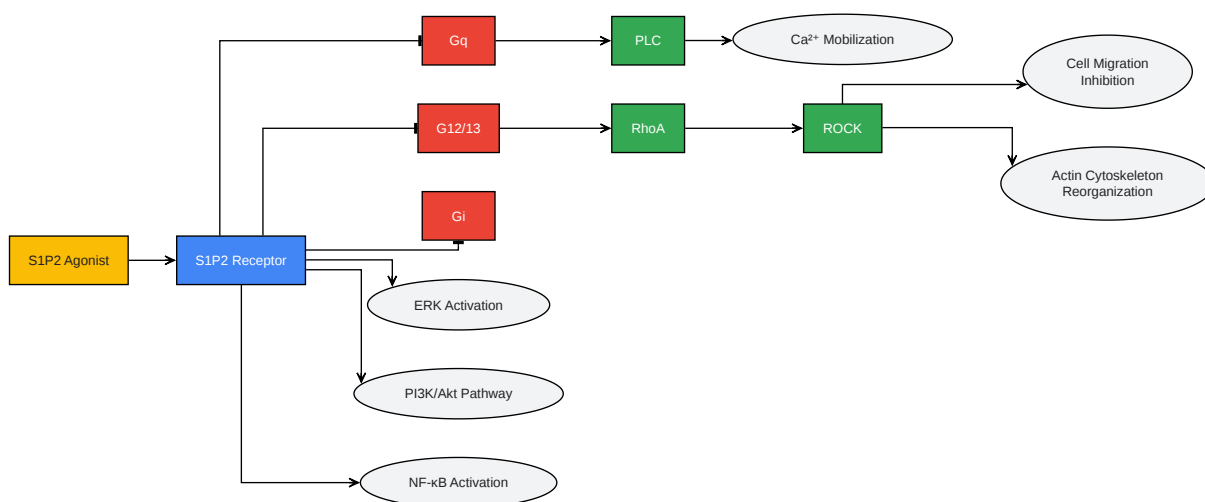 Gq
PLC
Ca²⁺ Mobilization
Cell Migration
Inhibition
G12/13
RhoA
ROCK
Actin Cytoskeleton
Reorganization
Gi
S1P2 Agonist
S1P2 Receptor
ERK Activation
PI3K/Akt Pathway
NF-κB Activation